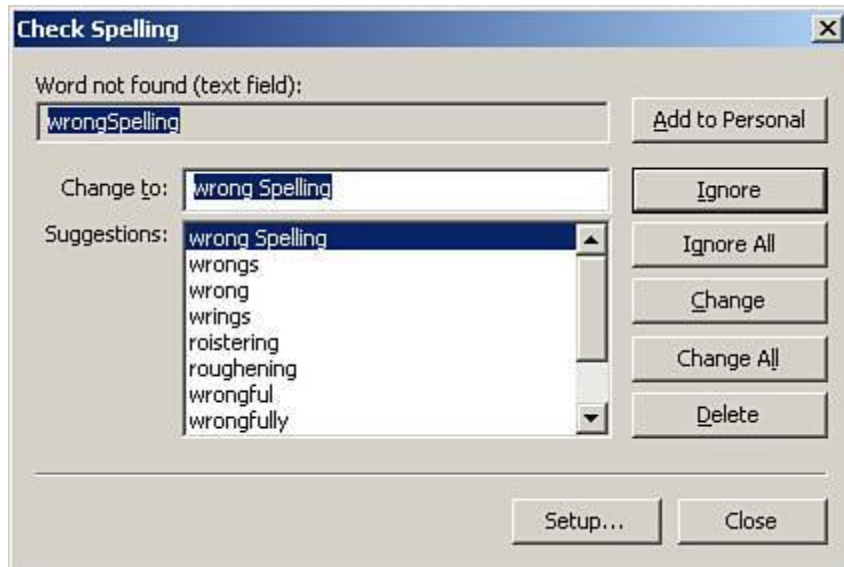 Check Spelling
Word not found (text field):
wrongSpelling
Add to Personal
Change to:
wrong Spelling
Ignore
Suggestions:
wrong Spelling
wrongs
wrong
wrings
roistering
roughening
wrongful
wrongfully
Ignore All
Change
Change All
Delete
Setup...
Close